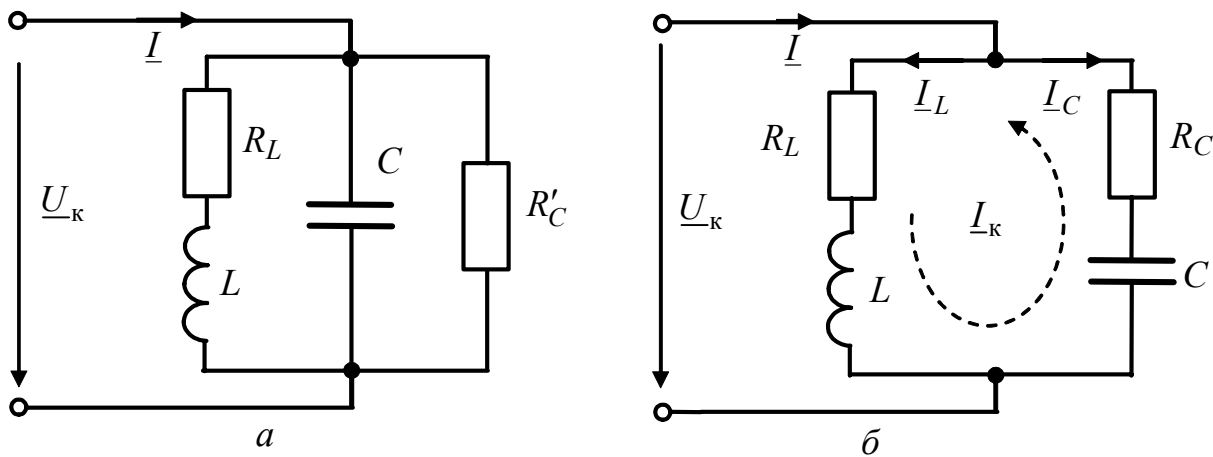 I
R_L
C
R'_C
U_к
L
а
I
I_L
I_C
R_L
R_C
U_к
I_к
L
C
б